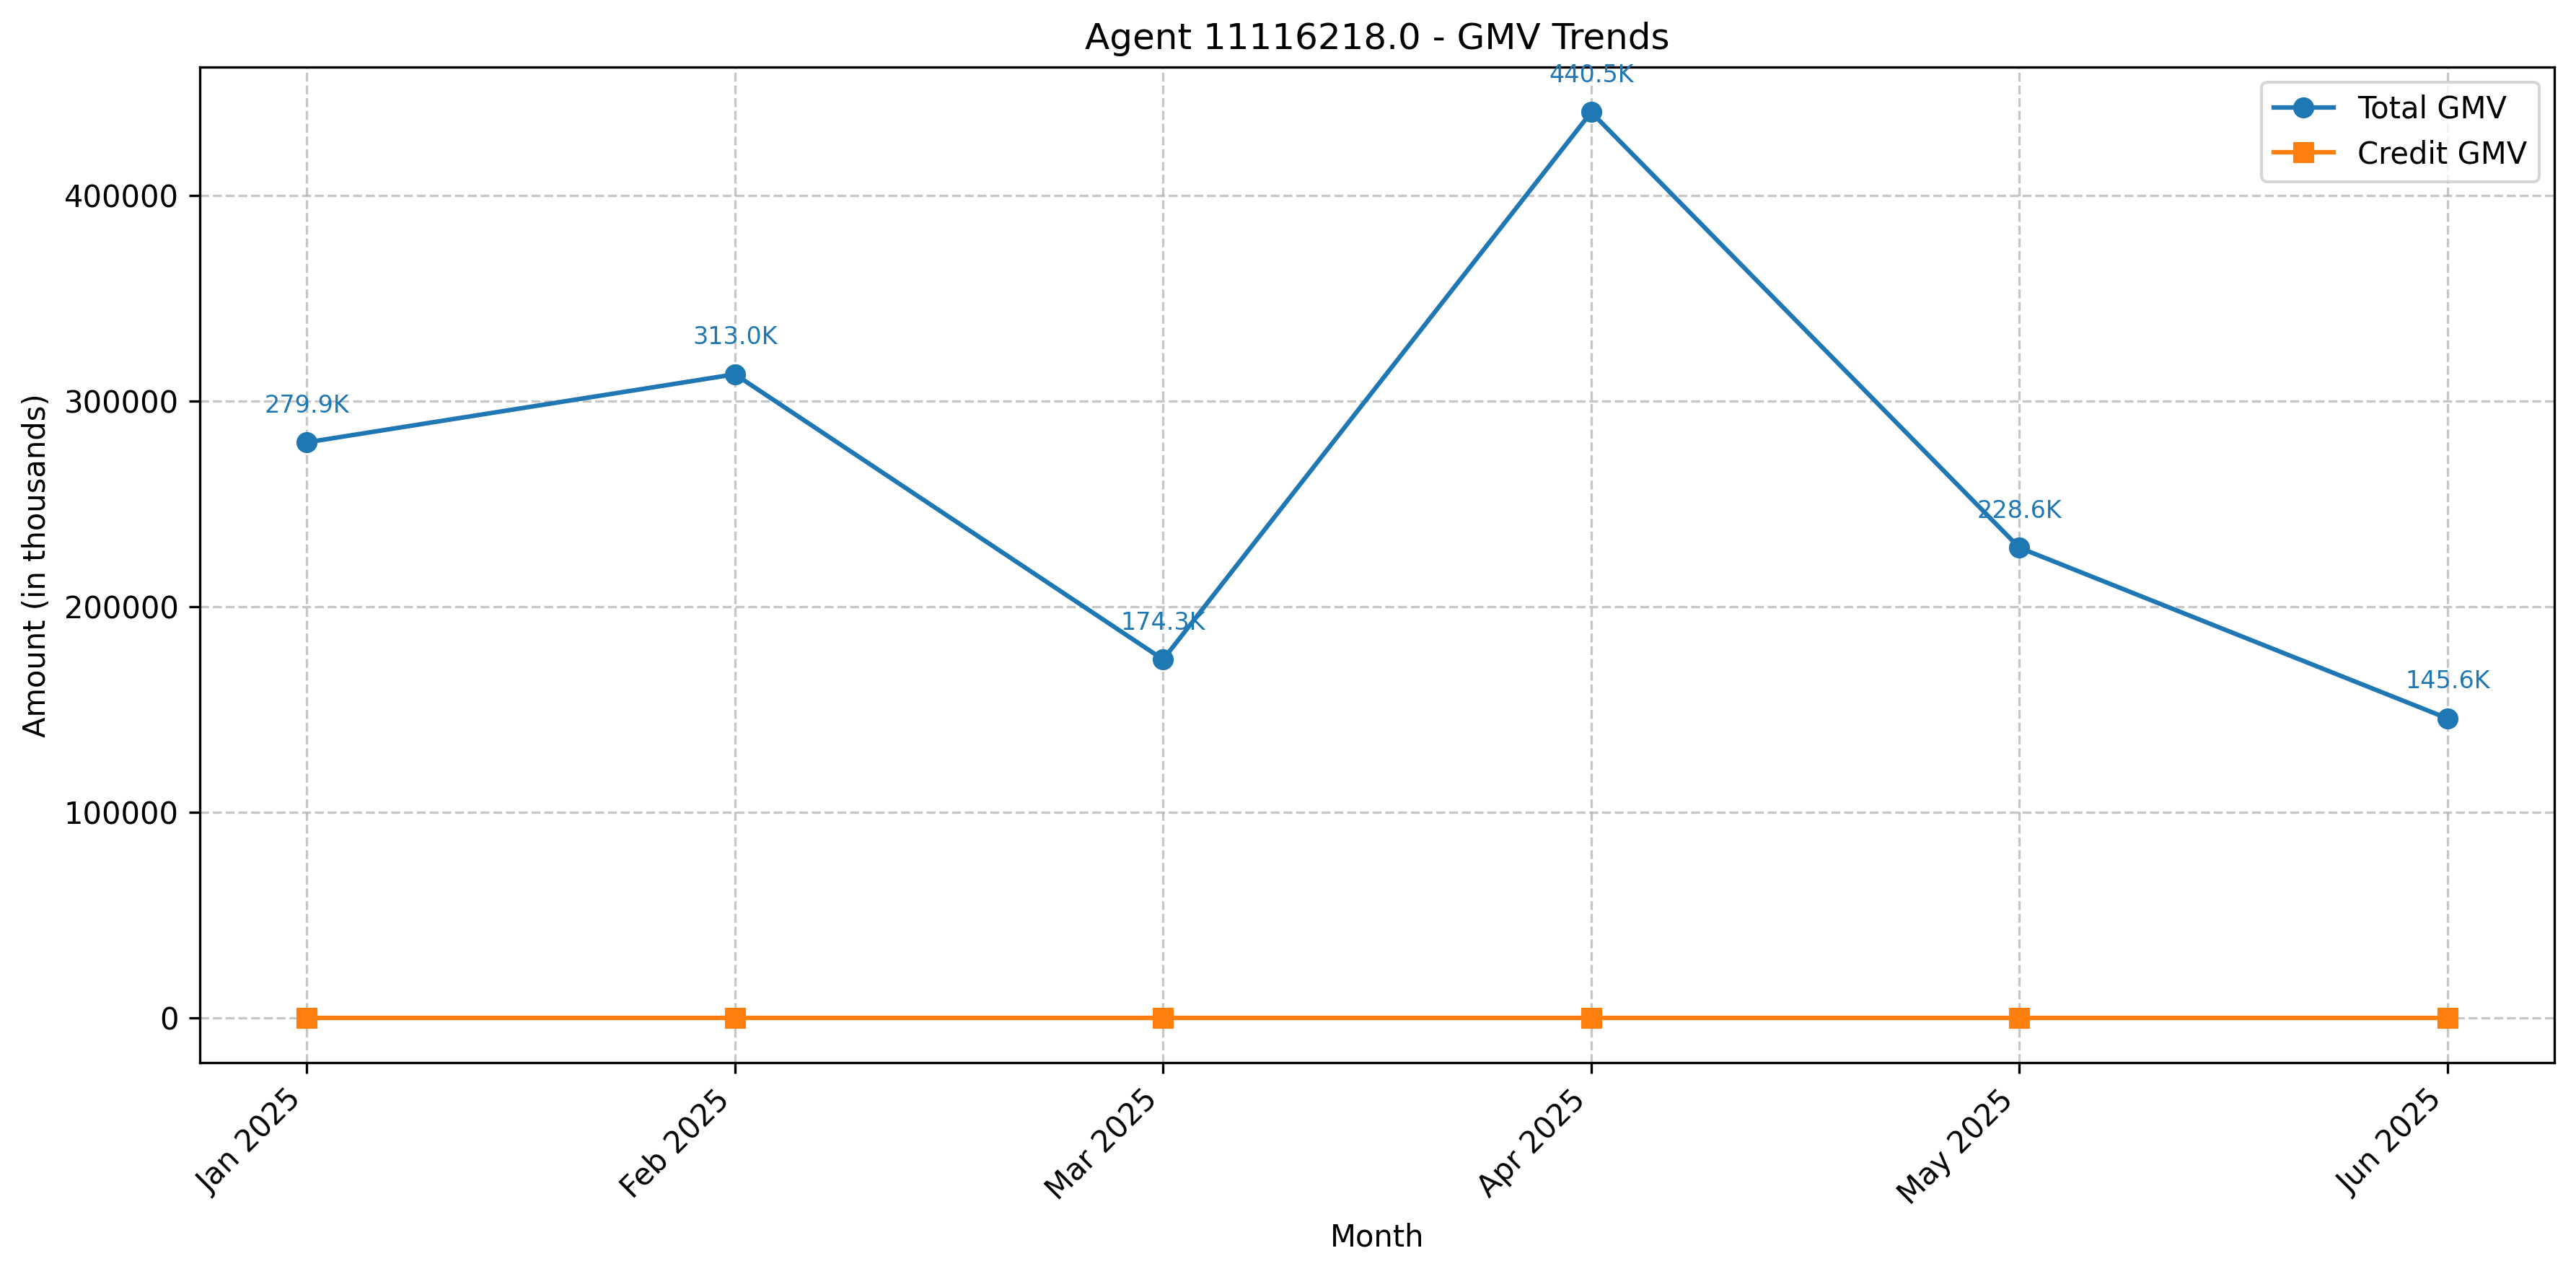 Agent 11116218.0 - GMV Trends
440.5K
Total GMV
Credit GMV
400000
313.0K
300000
279.9K
228.6K
200000
174.3K
145.6K
100000
0
Amount (in thousands)
Jan 2025
Feb 2025
Mar 2025
Apr 2025
May 2025
Jun 2025
Month